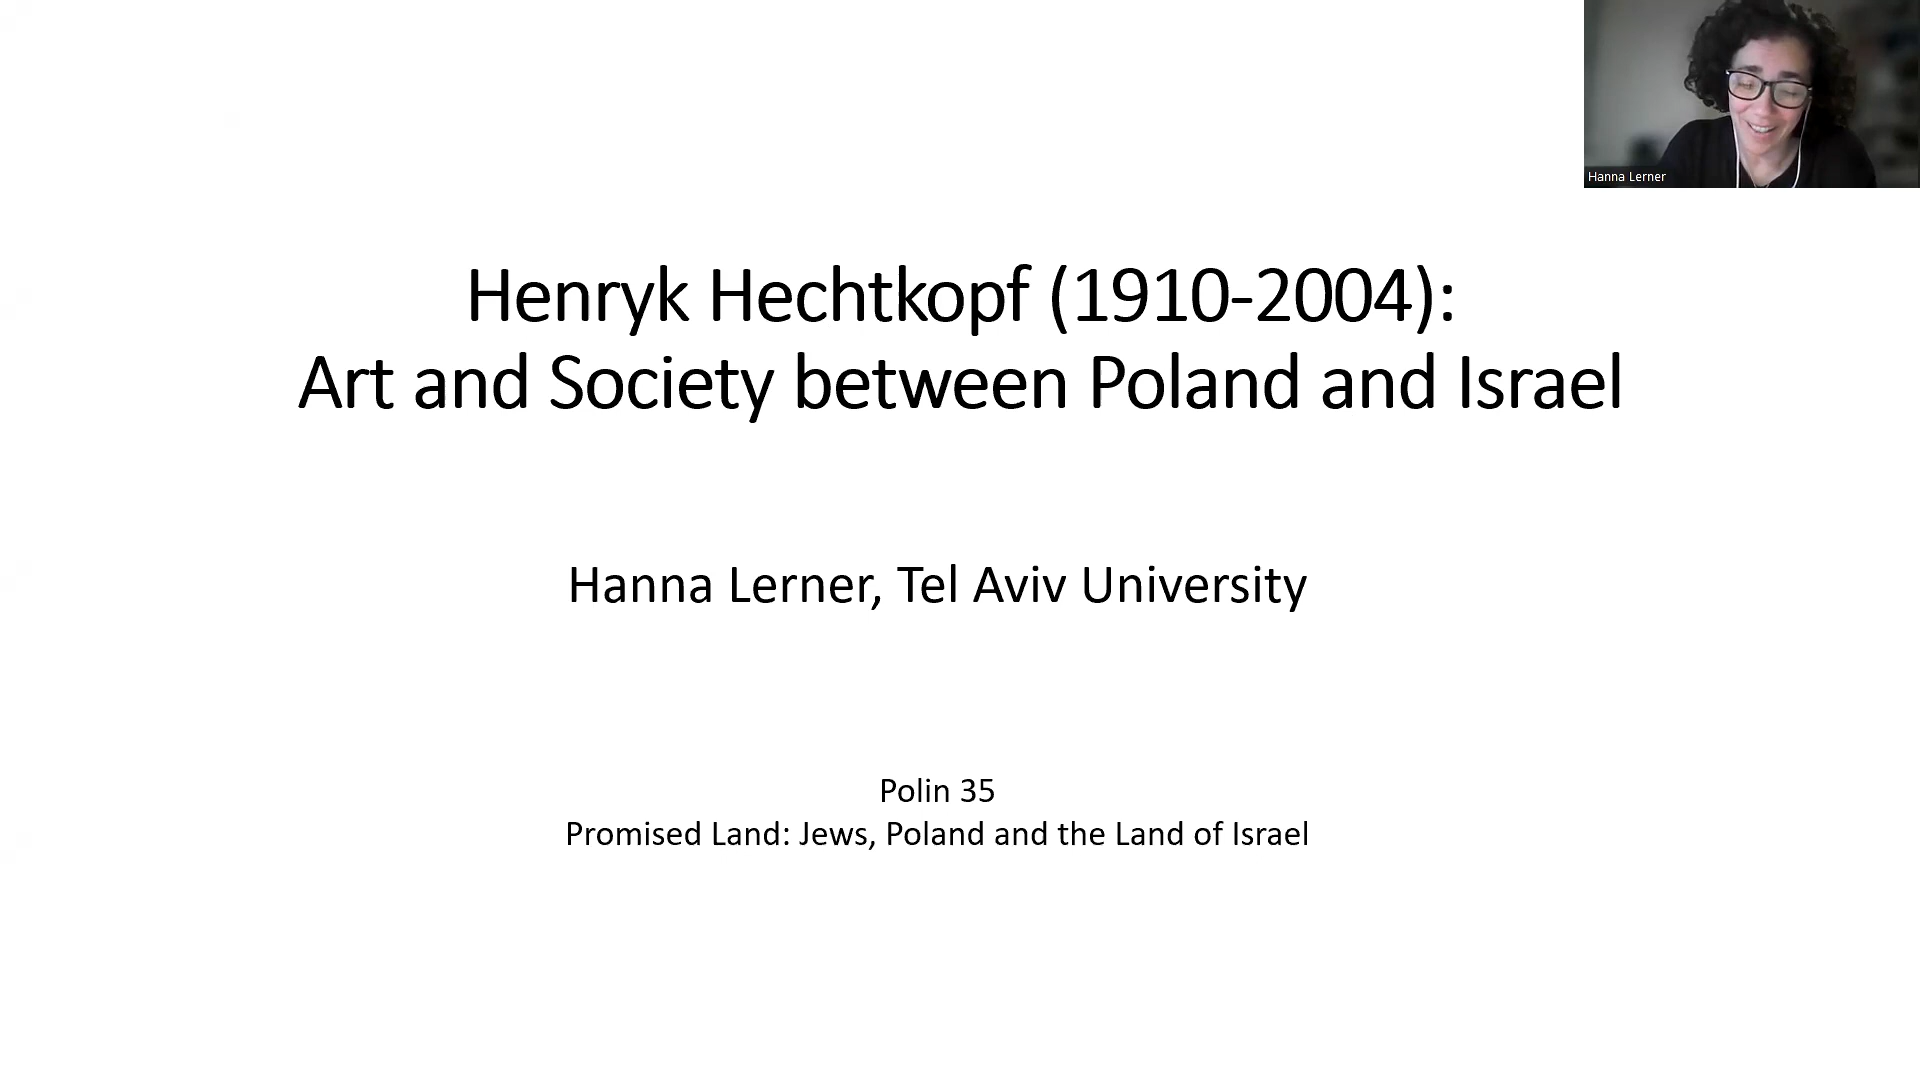 Hanna Lerner
Henryk Hechtkopf (1910-2004):
Art and Society between Poland and Israel
Hanna Lerner, Tel Aviv University
Polin 35
Promised Land: Jews, Poland and the Land of Israel